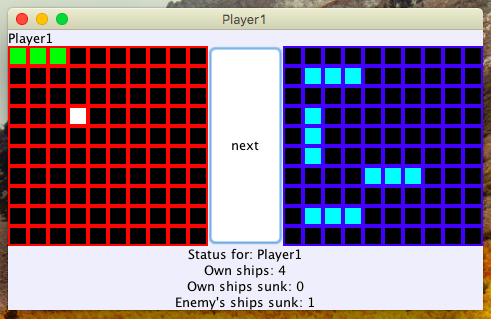 Player1
Player1
next
Status for: Player1
Own ships: 4
Own ships sunk: 0
Enemy's ships sunk: 1